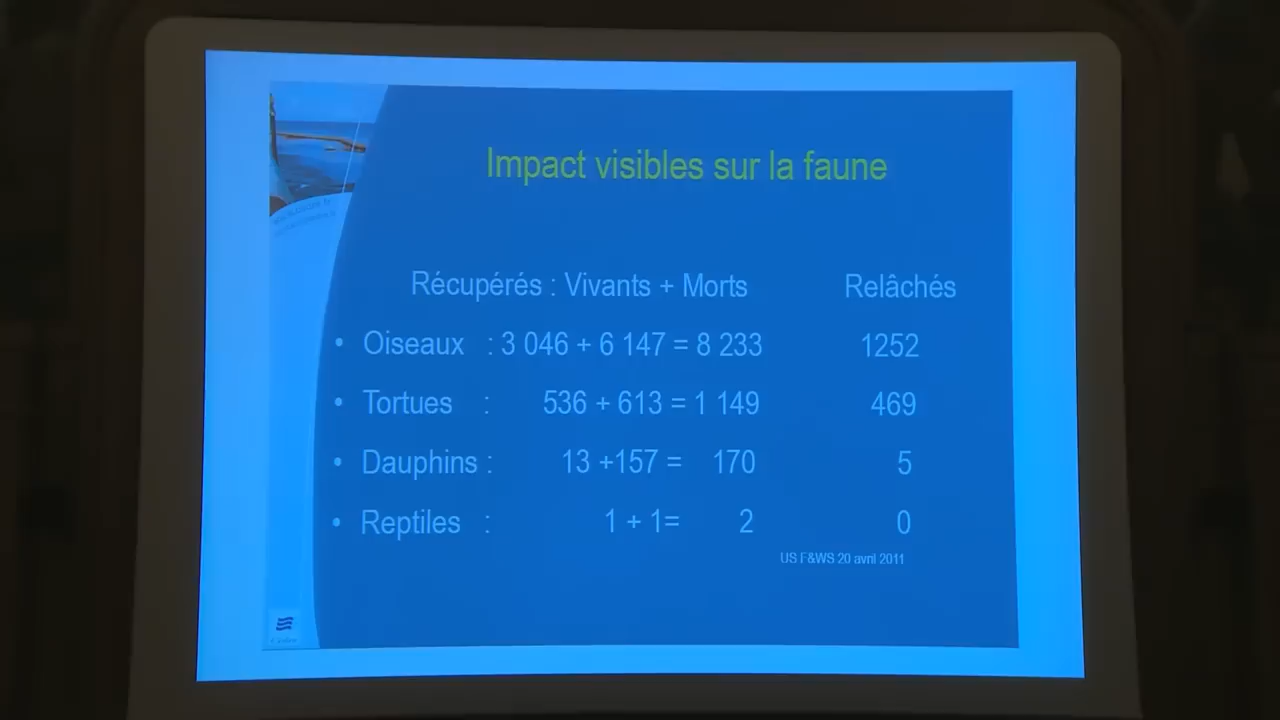 Impact visibles sur la faune
Récupérés : Vivants + Morts Relâchés
• Oiseaux : 3 046 + 6 147 = 8 233 1252
• Tortues : 536 + 613 = 1 149 469
• Dauphins : 13 +157 = 170 5
• Reptiles : 1 + 1= 2 0
US F&WS 20 avril 2011